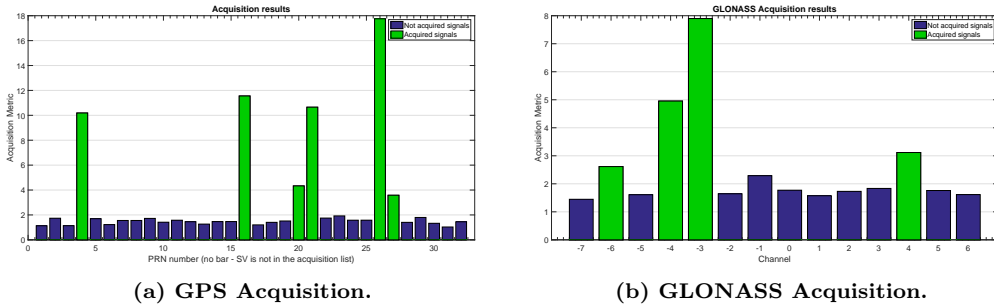 Acquisition results
18
16
14
12
10
8
6
4
2
0
Acquisition Metric
Not acquired signals
Acquired signals
0 5 10 15 20 25 30
PRN number (no bar - SV is not in the acquisition list)
(a) GPS Acquisition.
GLONASS Acquisition results
8
7
6
5
4
3
2
1
0
Acquisition Metric
Not acquired signals
Acquired signals
-7 -6 -5 -4 -3 -2 -1 0 1 2 3 4 5 6
Channel
(b) GLONASS Acquisition.